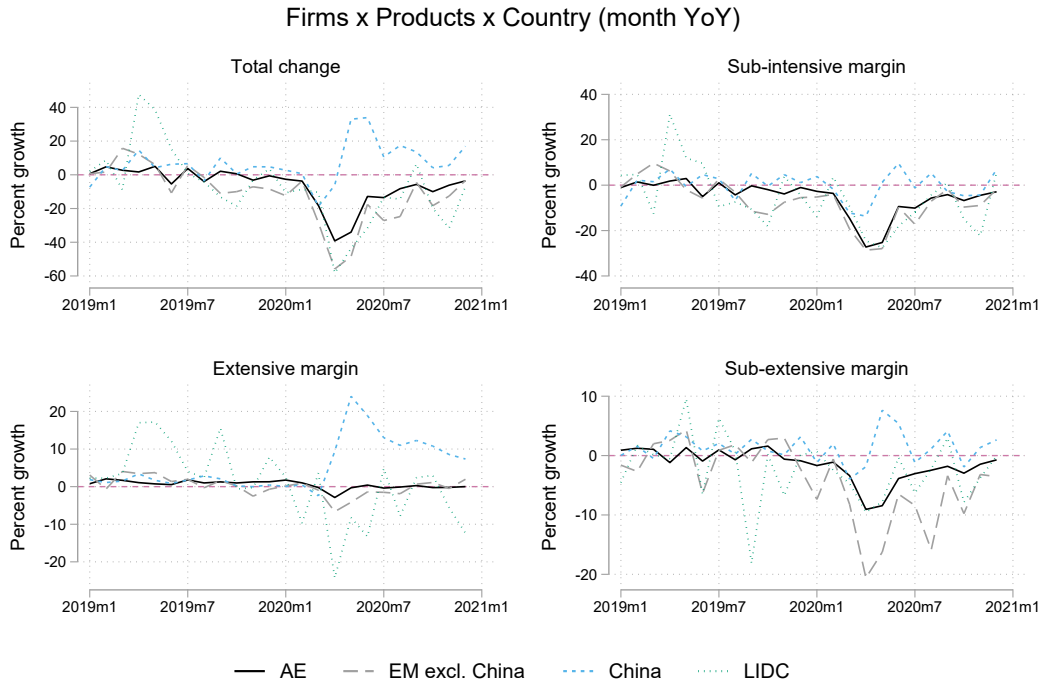 Firms x Products x Country (month YoY)
Total change
Percent growth
40
20
0
-20
-40
-60
2019m1
2019m7
2020m1
2020m7
2021m1
Sub-intensive margin
Percent growth
40
20
0
-20
-40
2019m1
2019m7
2020m1
2020m7
2021m1
Extensive margin
Percent growth
20
10
0
-10
-20
2019m1
2019m7
2020m1
2020m7
2021m1
Sub-extensive margin
Percent growth
10
0
-10
-20
2019m1
2019m7
2020m1
2020m7
2021m1
AE
EM excl. China
China
LIDC